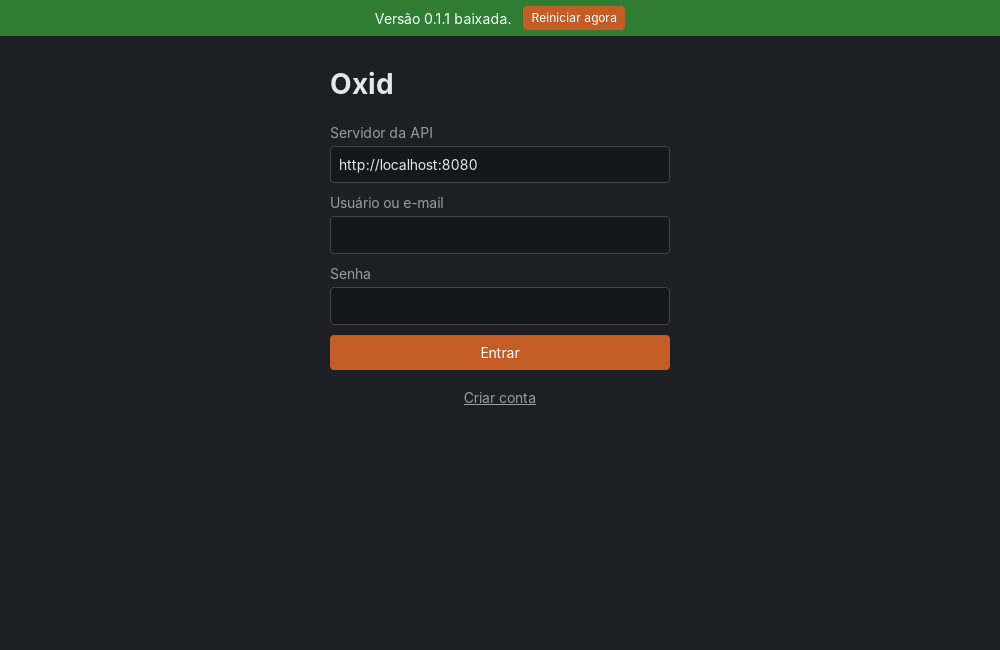 Versão 0.1.1 baixada. Reiniciar agora
Oxid
Servidor da API
http://localhost:8080
Usuário ou e-mail
Senha
Entrar
Criar conta